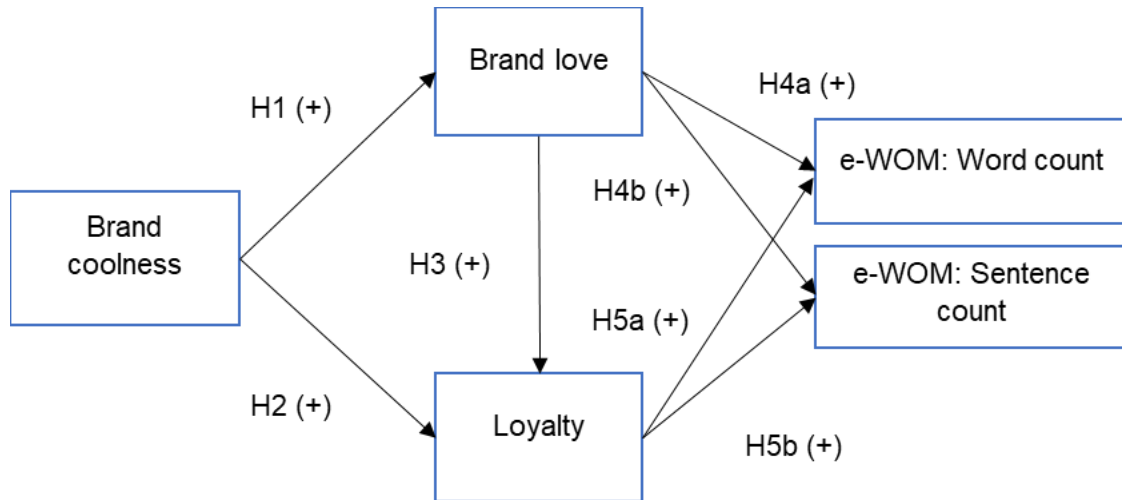 Brand love
H4a (+)
H1 (+)
e-WOM: Word count
H4b (+)
Brand
coolness
H3 (+)
e-WOM: Sentence
count
H5a (+)
H2 (+)
Loyalty
H5b (+)